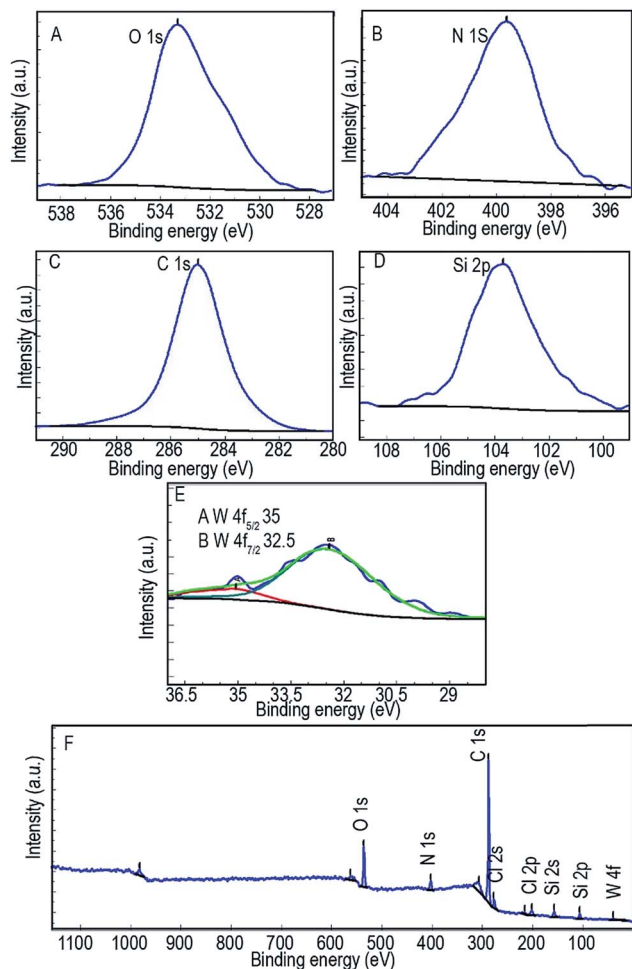 A
O 1s
Intensity (a.u.)
538 536 534 532 530 528
Binding energy (eV)
B
N 1S
Intensity (a.u.)
404 402 400 398 396
Binding energy (eV)
C
C 1s
Intensity (a.u.)
290 288 286 284 282 280
Binding energy (eV)
D
Si 2p
Intensity (a.u.)
108 106 104 102 100
Binding energy (eV)
E
A W 4f5/2 35
B W 4f7/2 32.5
B
Intensity (a.u.)
36.5 35 33.5 32 30.5 29
Binding energy (eV)
F
O 1s
N 1s
C 1s
Cl 2s
Cl 2p
Si 2s
Si 2p
W 4f
Intensity (a.u.)
1100 1000 900 800 700 600 500 400 300 200 100
Binding energy (eV)